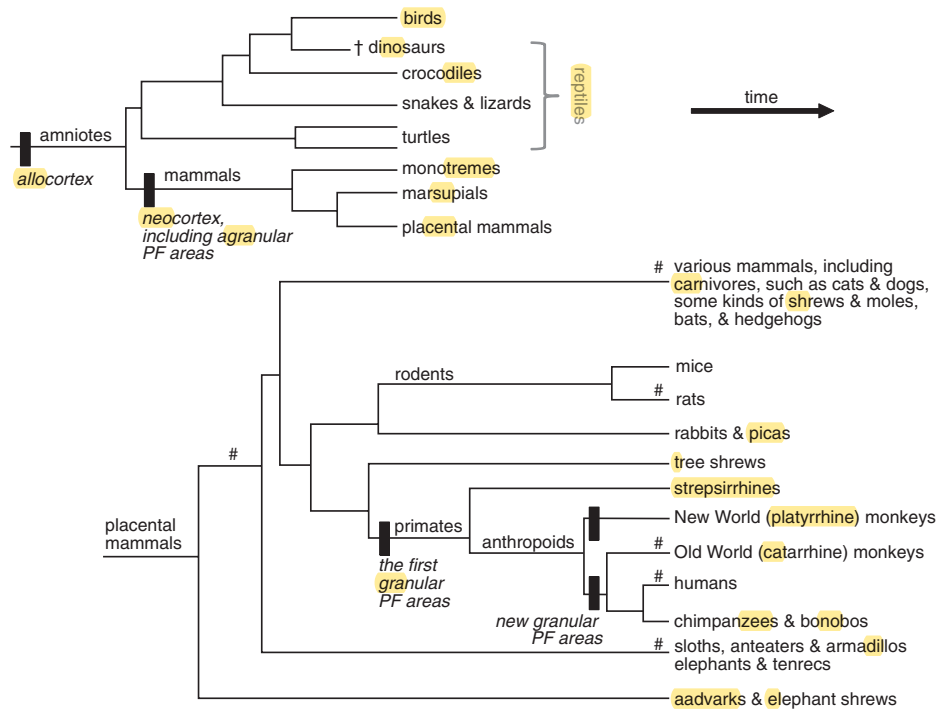 birds
† dinosaurs
crocodiles
snakes & lizards
reptiles
time
amniotes
turtles
allocortex
mammals
monotremes
marsupials
placental mammals
neocortex,
including agranular
PF areas
# various mammals, including
carnivores, such as cats & dogs,
some kinds of shrews & moles,
bats, & hedgehogs
rodents
mice
# rats
rabbits & picas
#
tree shrews
strepsirrhines
placental
mammals
primates
New World (platyrrhine) monkeys
anthropoids
# Old World (catarrhine) monkeys
the first
granular
PF areas
# humans
new granular
PF areas
chimpanzees & bonobos
# sloths, anteaters & armadillos
elephants & tenrecs
aadvarks & elephant shrews